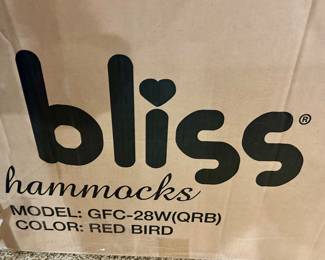 bliss®
hammocks
MODEL: GFC-28W(QRB)
COLOR: RED BIRD